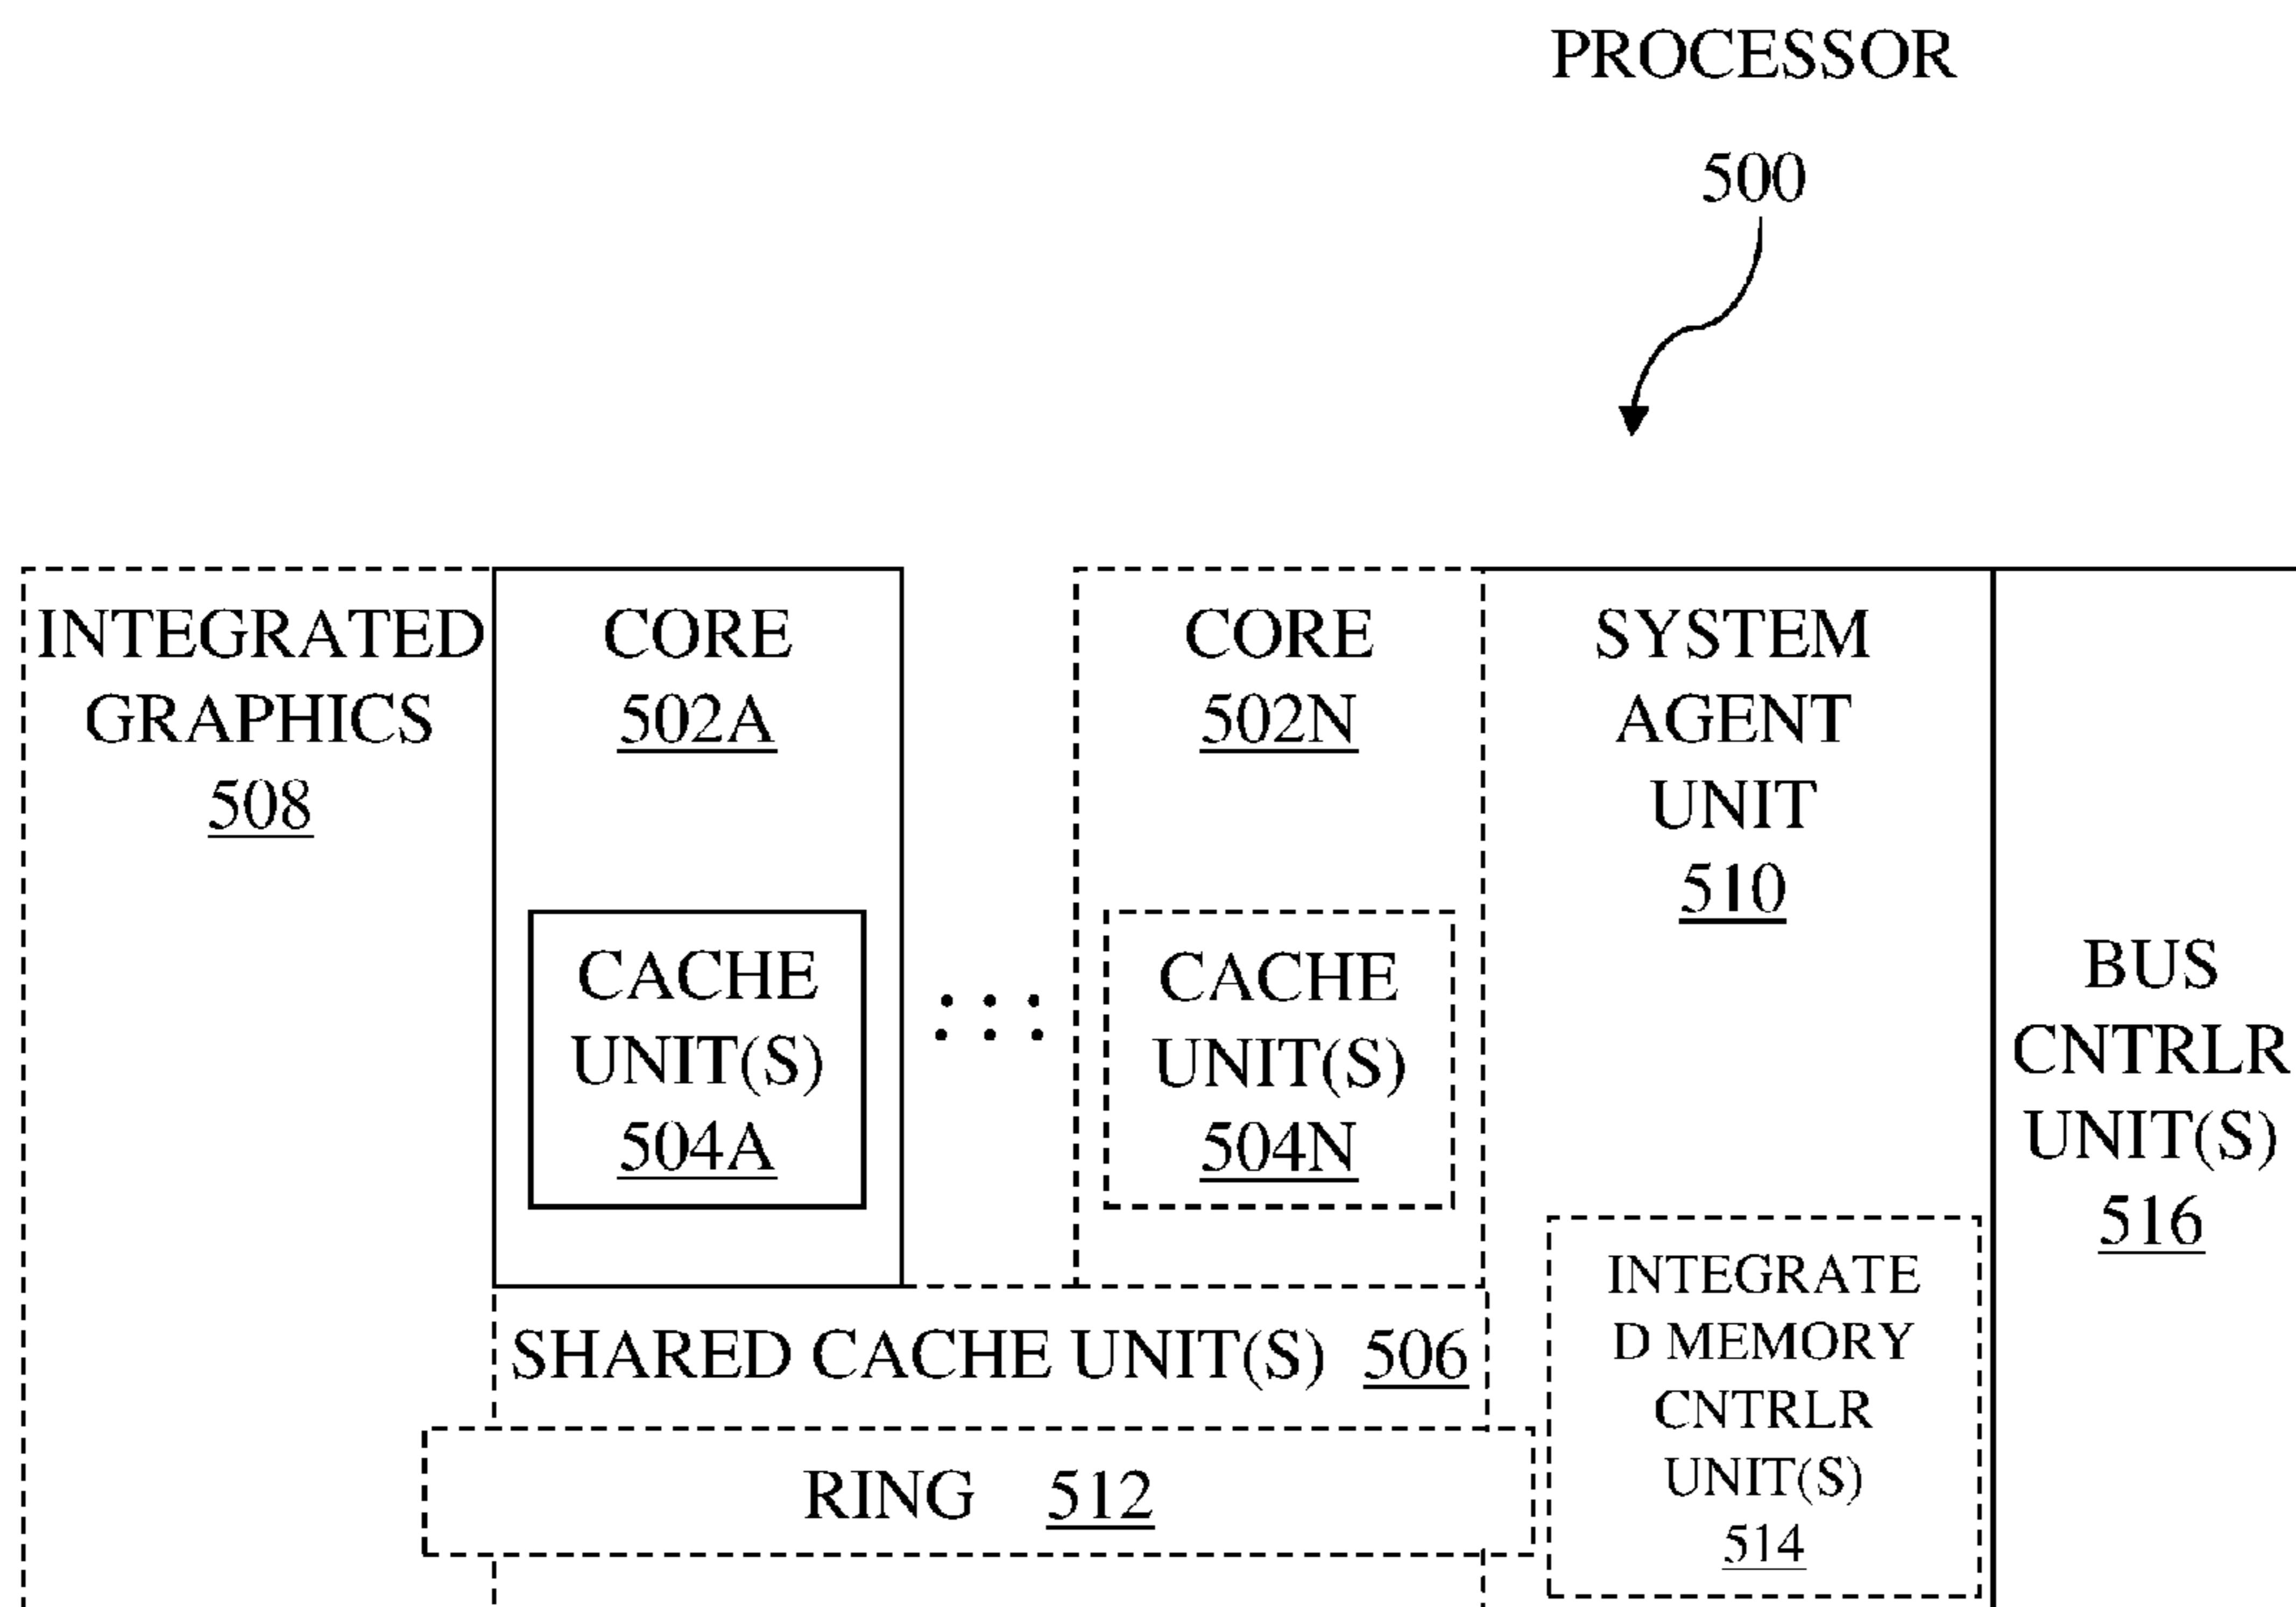 PROCESSOR
500
INTEGRATED
GRAPHICS
508
CORE
502A
CACHE
UNIT(S)
504A
CORE
502N
CACHE
UNIT(S)
504N
SYSTEM
AGENT
UNIT
510
BUS
CNTRLR
UNIT(S)
516
INTEGRATE
D MEMORY
CNTRLR
UNIT(S)
514
SHARED CACHE UNIT(S) 506
RING 512